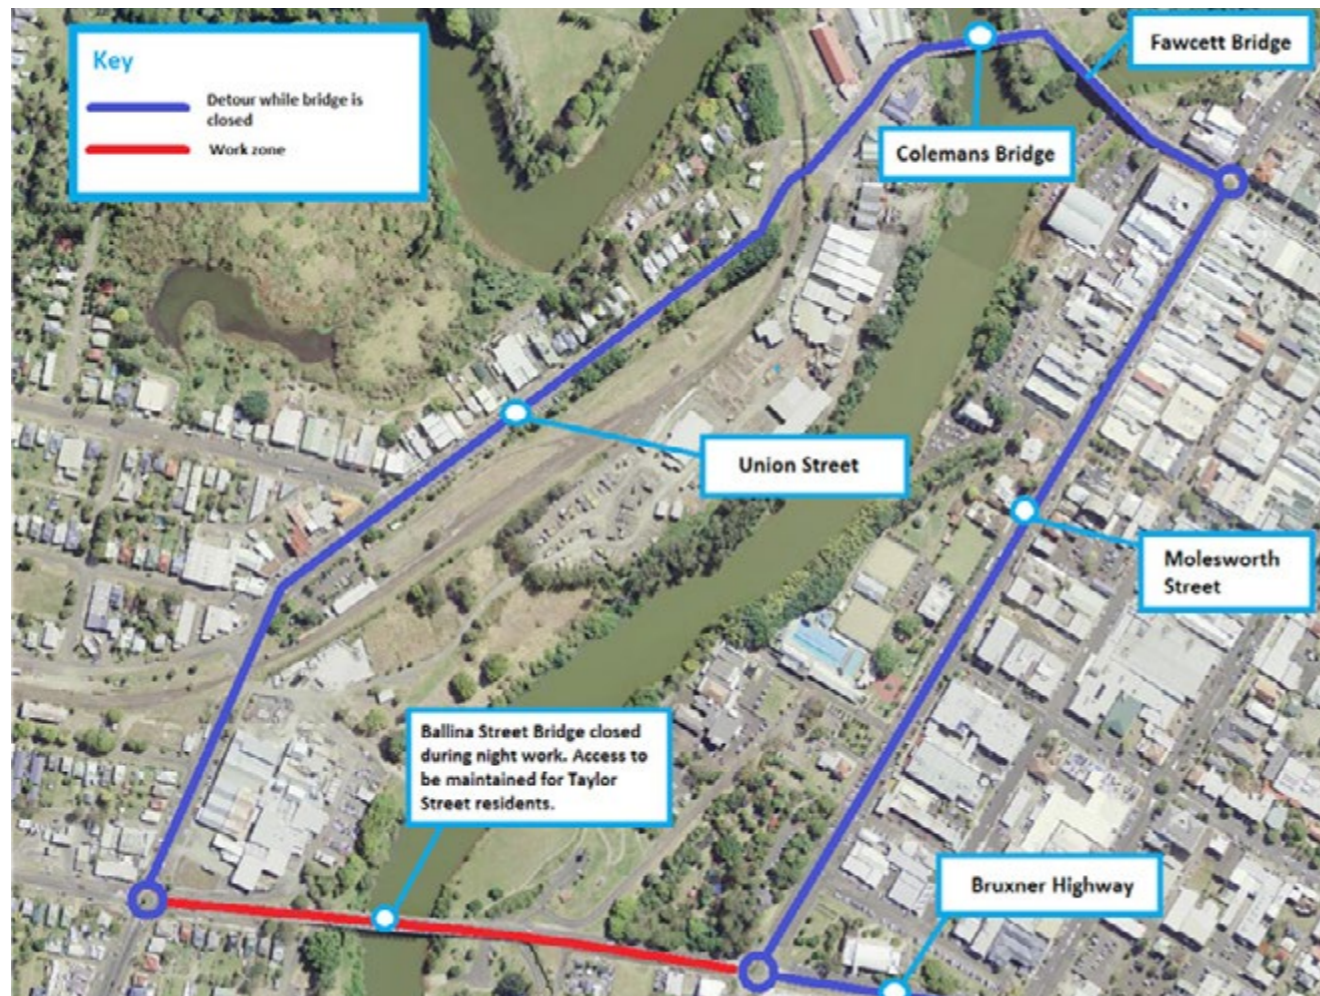 Key
Detour while bridge is
closed
Work zone
Fawcett Bridge
Colemans Bridge
Union Street
Molesworth
Street
Ballina Street Bridge closed
during night work. Access to
be maintained for Taylor
Street residents.
Bruxner Highway